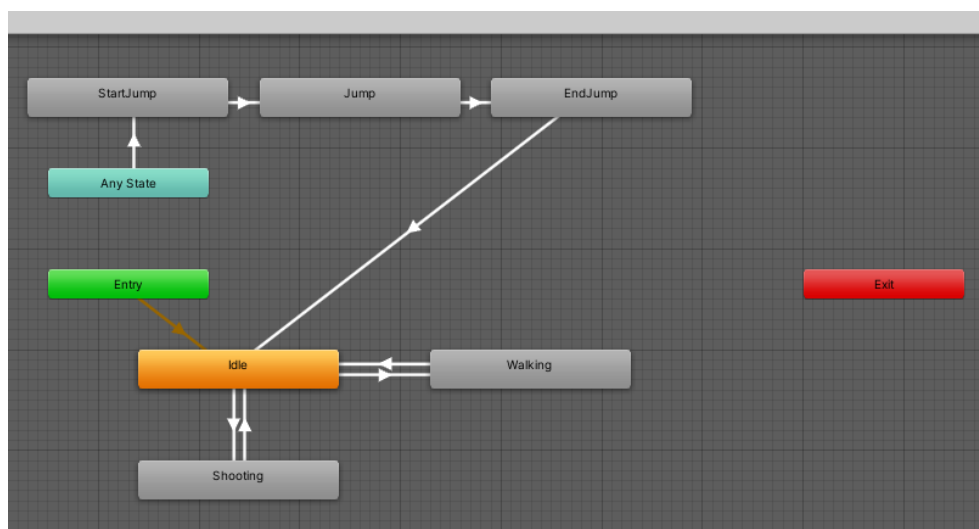 StartJump
Jump
EndJump
Any State
Entry
Exit
Idle
Walking
Shooting